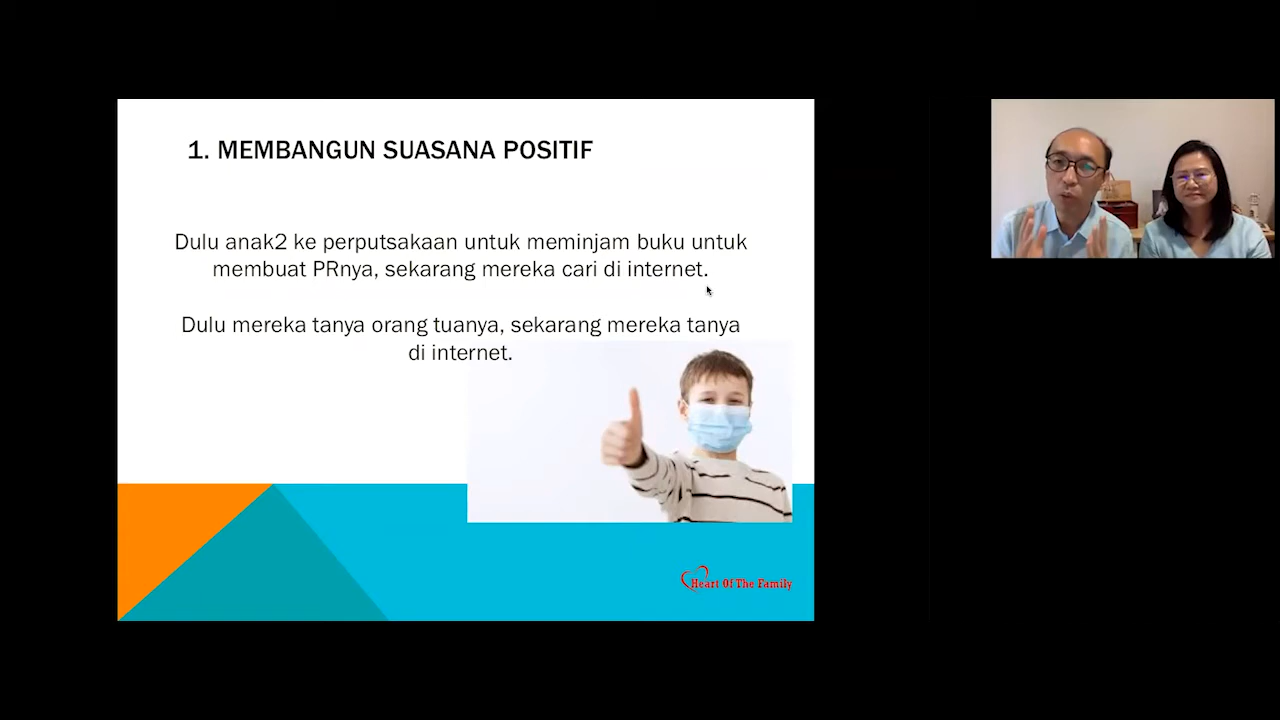 1. MEMBANGUN SUASANA POSITIF
Dulu anak2 ke perputsakaan untuk meminjam buku untuk
membuat PRnya, sekarang mereka cari di internet.
Dulu mereka tanya orang tuanya, sekarang mereka tanya
di internet.
Heart Of The Family